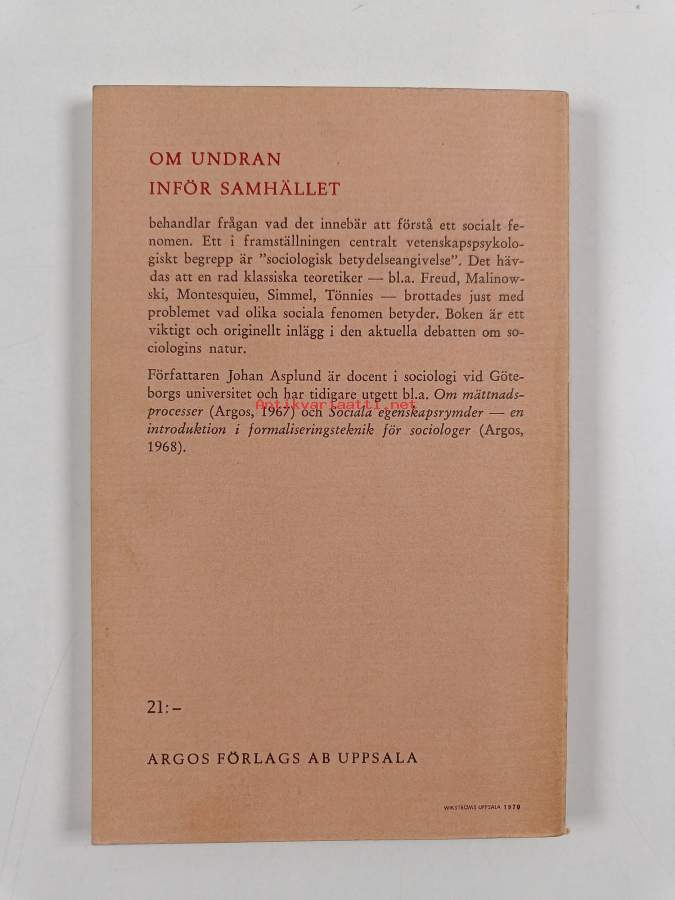 OM UNDRAN
INFÖR SAMHÄLLET
behandlar frågan vad det innebär att förstå ett socialt fe-
nomen. Ett i framställningen centralt vetenskapspsykolo-
giskt begrepp är ”sociologisk betydelseangivelse”. Det häv-
das att en rad klassiska teoretiker — bl.a. Freud, Malinow-
ski, Montesquieu, Simmel, Tönnies — brottades just med
problemet vad olika sociala fenomen betyder. Boken är ett
viktigt och originellt inlägg i den aktuella debatten om so-
ciologins natur.
Författaren Johan Asplund är docent i sociologi vid Göte-
borgs universitet och har tidigare utgett bl.a. Om mättnads-
processer (Argos, 1967) och Sociala egenskapsrymder — en
introduktion i formaliseringsteknik för sociologer (Argos,
1968).
Antikvariaatti.net
21:–
ARGOS FÖRLAGS AB UPPSALA
WIKSTRÖMS UPPSALA 1970